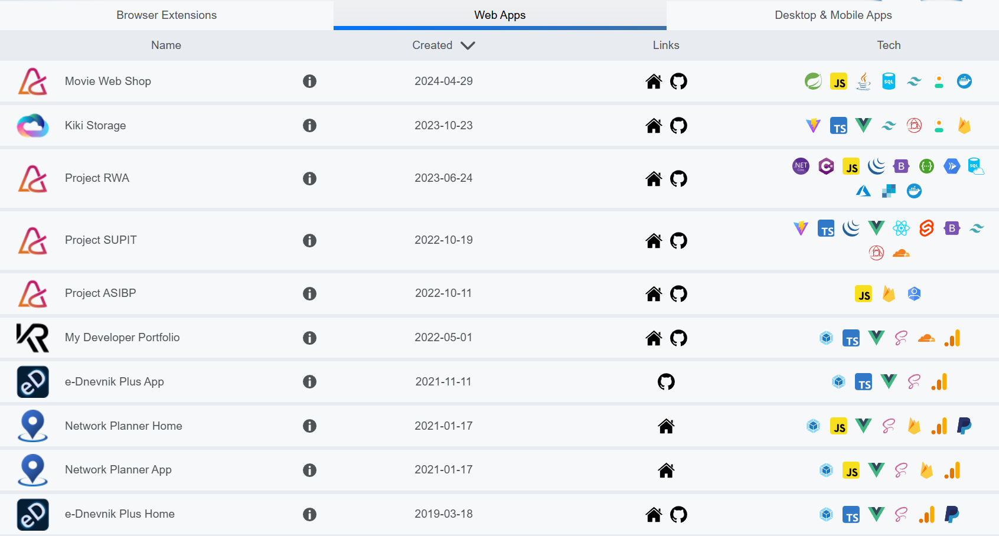 Browser Extensions Web Apps Desktop & Mobile Apps
Name Created Links Tech
Movie Web Shop 2024-04-29 JS SQL
Kiki Storage 2023-10-23 TS
Project RWA 2023-06-24 .NET Core C# JS B SQL
Project SUPIT 2022-10-19 TS B
Project ASIBP 2022-10-11 JS
KR My Developer Portfolio 2022-05-01 TS
eD e-Dnevnik Plus App 2021-11-11 TS
Network Planner Home 2021-01-17 JS
Network Planner App 2021-01-17 JS
eD e-Dnevnik Plus Home 2019-03-18 TS